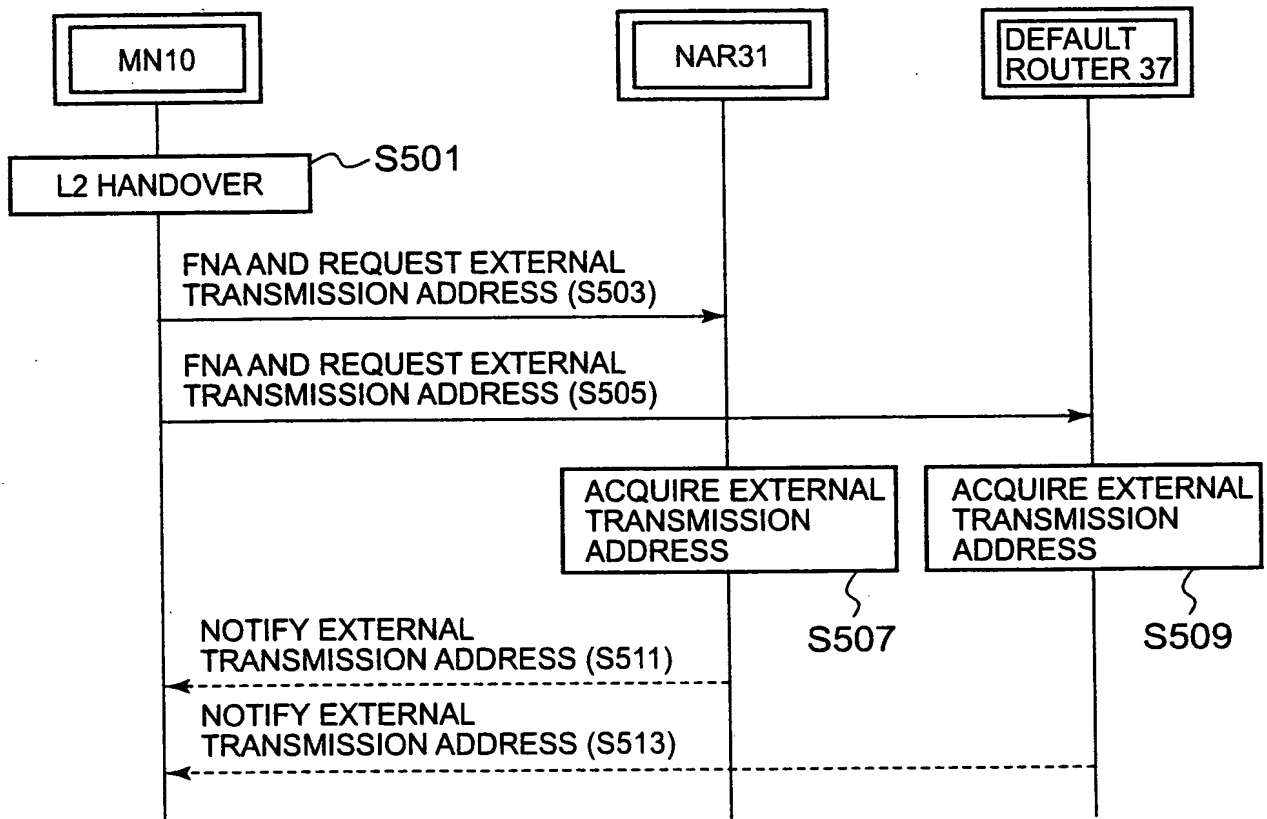 MN10
NAR31
DEFAULT
ROUTER 37
L2 HANDOVER
S501
FNA AND REQUEST EXTERNAL
TRANSMISSION ADDRESS (S503)
FNA AND REQUEST EXTERNAL
TRANSMISSION ADDRESS (S505)
ACQUIRE EXTERNAL
TRANSMISSION
ADDRESS
S507
ACQUIRE EXTERNAL
TRANSMISSION
ADDRESS
S509
NOTIFY EXTERNAL
TRANSMISSION ADDRESS (S511)
NOTIFY EXTERNAL
TRANSMISSION ADDRESS (S513)